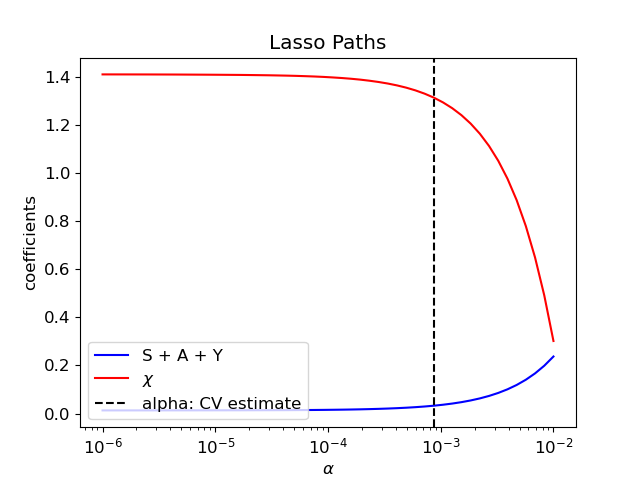 Lasso Paths
coefficients
1.4
1.2
1.0
0.8
0.6
0.4
0.2
0.0
S + A + Y
χ
alpha: CV estimate
10⁻⁶ 10⁻⁵ 10⁻⁴ 10⁻³ 10⁻²
α